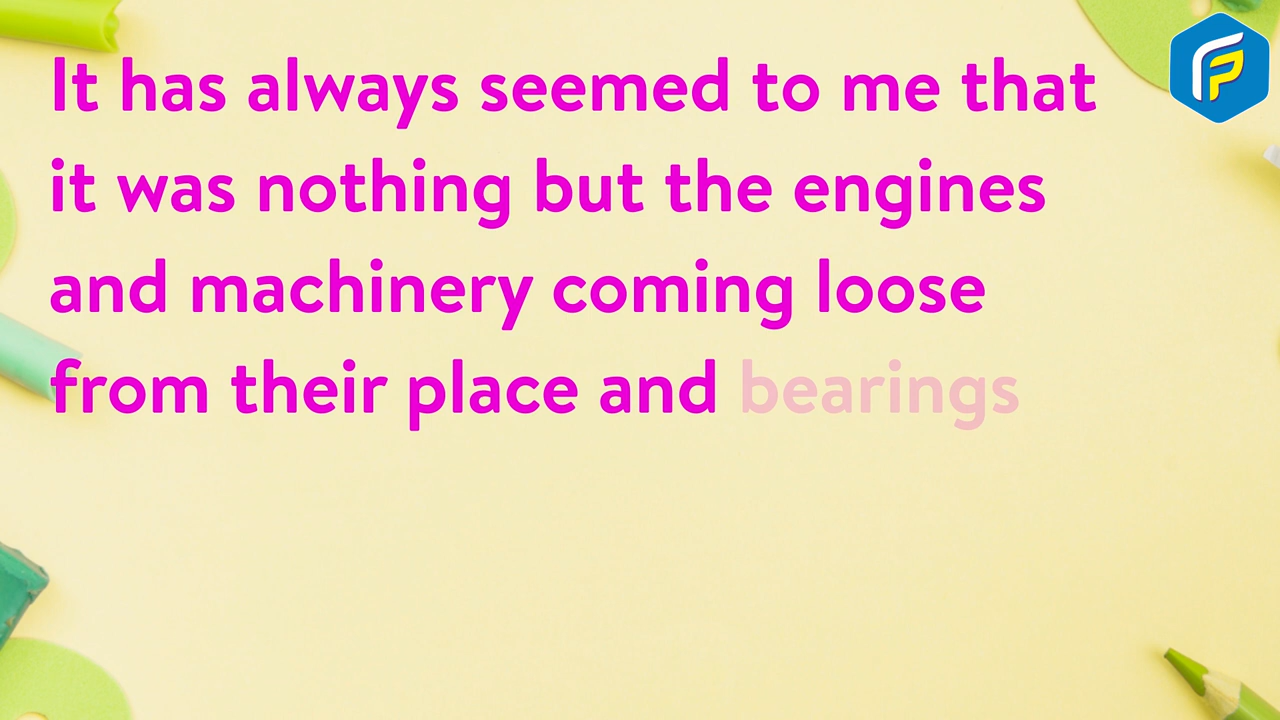 It has always seemed to me that
it was nothing but the engines
and machinery coming loose
from their place and bearings